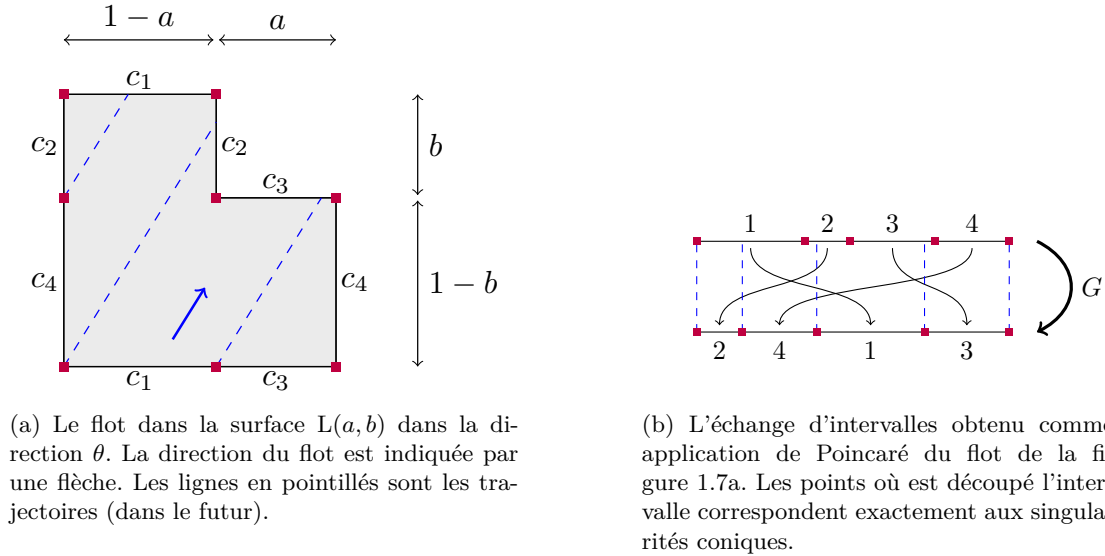 1 − a
a
c₁
c₂
c₂
b
c₃
c₄
c₄
1 − b
c₁
c₃
(a) Le flot dans la surface L(a, b) dans la di-
rection θ. La direction du flot est indiquée par
une flèche. Les lignes en pointillés sont les tra-
jectoires (dans le futur).
1 2 3 4
G
2 4 1 3
(b) L'échange d'intervalles obtenu comme
application de Poincaré du flot de la fi
gure 1.7a. Les points où est découpé l'inter
valle correspondent exactement aux singula
rités coniques.